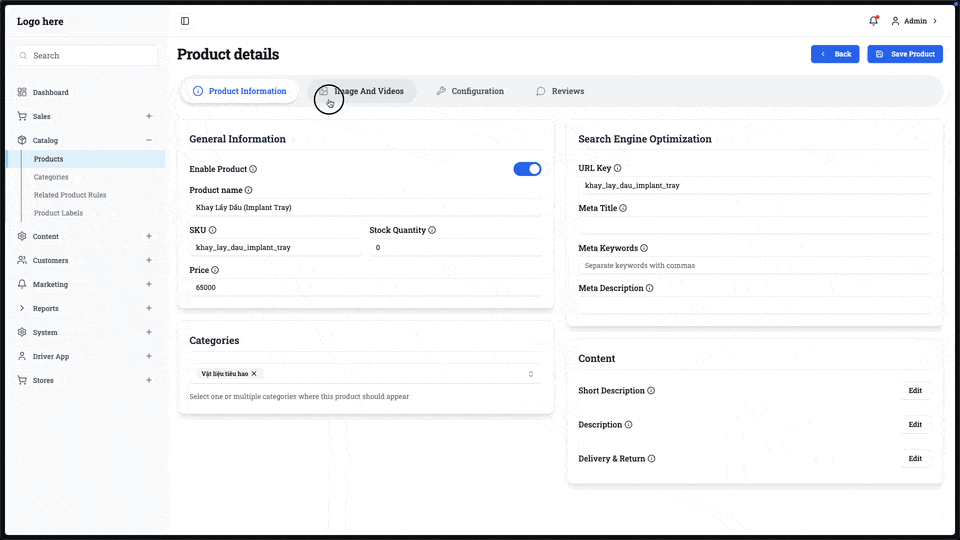 Logo here
Admin
Search
Product details
Back
Save Product
Dashboard
Sales
Catalog
Products
Categories
Related Product Rules
Product Labels
Content
Customers
Marketing
Reports
System
Driver App
Stores
Product Information
Image And Videos
Configuration
Reviews
General Information
Enable Product
Product name
Khay Lấy Dấu (Implant Tray)
SKU
Stock Quantity
khay_lay_dau_implant_tray
0
Price
65000
Categories
Vật liệu tiêu hao
Select one or multiple categories where this product should appear
Search Engine Optimization
URL Key
khay_lay_dau_implant_tray
Meta Title
Meta Keywords
Separate keywords with commas
Meta Description
Content
Short Description
Edit
Description
Edit
Delivery & Return
Edit